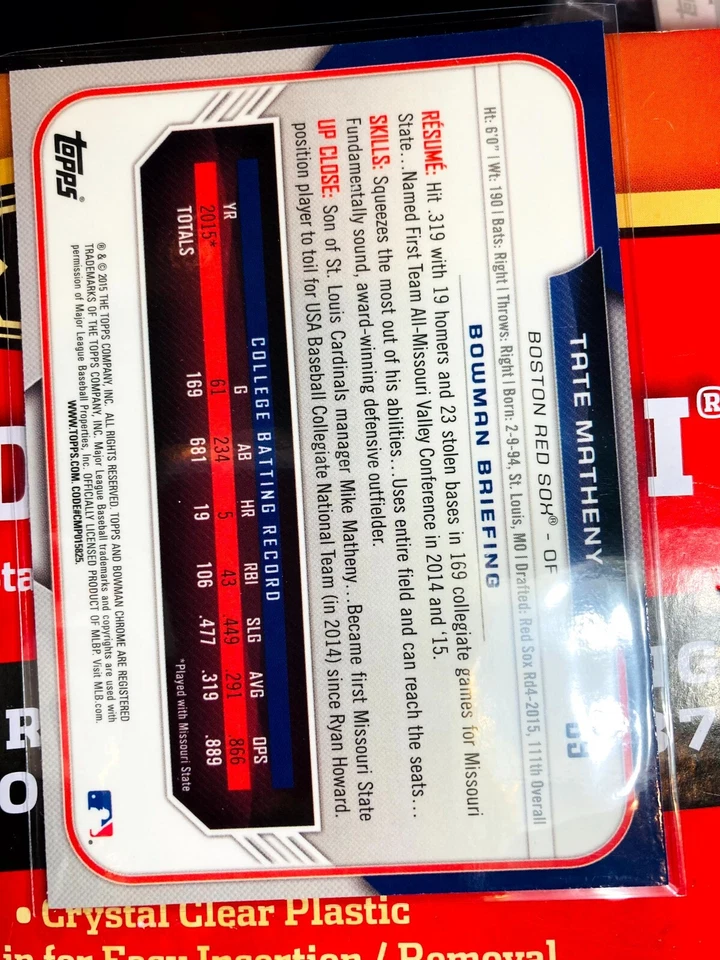 TATE MATHENY
BOSTON RED SOX® - OF
Ht: 6'0" | Wt: 190 | Bats: Right | Throws: Right | Born: 2-9-94, St. Louis, MO | Drafted: Red Sox Rd4-2015, 111th Overall
BOWMAN BRIEFING
RÉSUMÉ: Hit .319 with 19 homers and 23 stolen bases in 169 collegiate games for Missouri
State...Named First Team All-Missouri Valley Conference in 2014 and '15.
SKILLS: Squeezes the most out of his abilities...Uses entire field and can reach the seats...
Fundamentally sound, award-winning defensive outfielder.
UP CLOSE: Son of St. Louis Cardinals manager Mike Matheny...Became first Missouri State
position player to toil for USA Baseball Collegiate National Team (in 2014) since Ryan Howard.
COLLEGE BATTING RECORD
YR G AB HR RBI SLG AVG OPS
2015* 61 234 5 43 .449 .291 .866
TOTALS 169 681 19 106 .477 .319 .889
*Played with Missouri State
TOPPS®
® & © 2015 THE TOPPS COMPANY, INC. ALL RIGHTS RESERVED. TOPPS AND BOWMAN CHROME ARE REGISTERED
TRADEMARKS OF THE TOPPS COMPANY, INC. Major League Baseball trademarks and copyrights are used with
permission of Major League Baseball Properties, Inc. OFFICIALLY LICENSED PRODUCT OF MLBP. Visit MLB.com.
WWW.TOPPS.COM. CODE#CMP015825.
• Crystal Clear Plastic
in for Easy Insertion / Removal